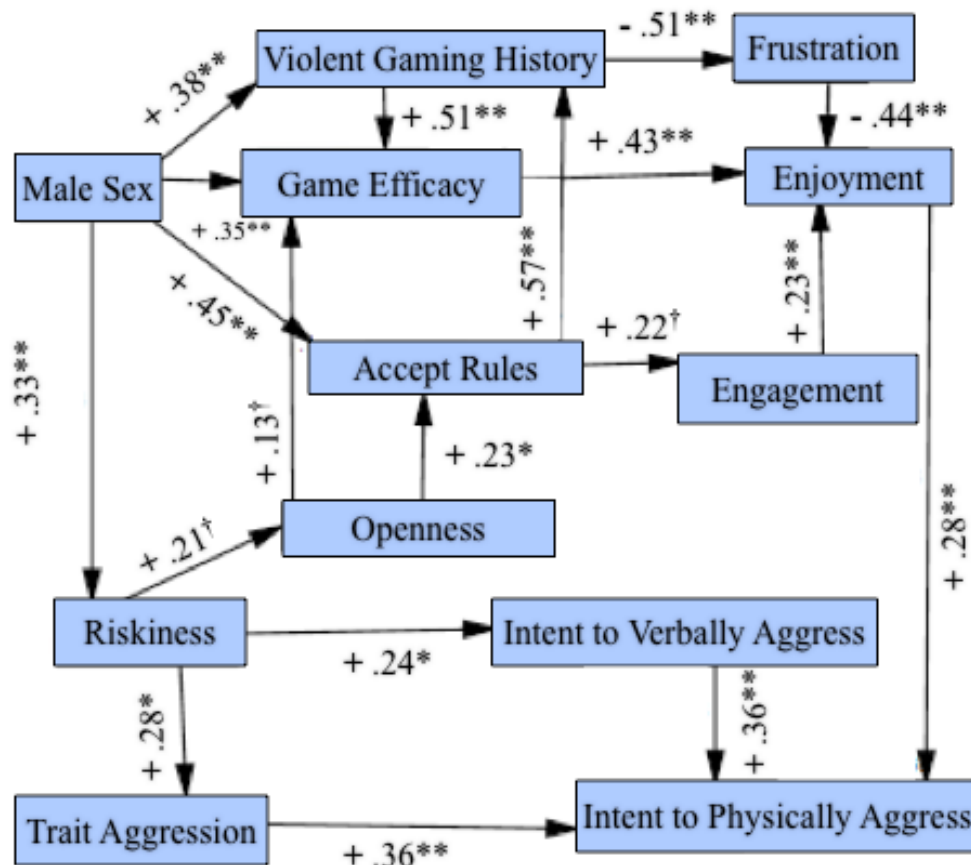 Violent Gaming History
- .51**
Frustration
+ .38**
+ .51**
- .44**
+ .43**
Male Sex
Game Efficacy
Enjoyment
+ .35**
+ .45**
+ .57**
+ .23**
+ .22†
Accept Rules
Engagement
+ .33**
+ .13†
+ .23*
+ .21†
Openness
+ .28**
Riskiness
Intent to Verbally Aggress
+ .24*
+ .28*
+ .36**
Trait Aggression
Intent to Physically Aggress
+ .36**